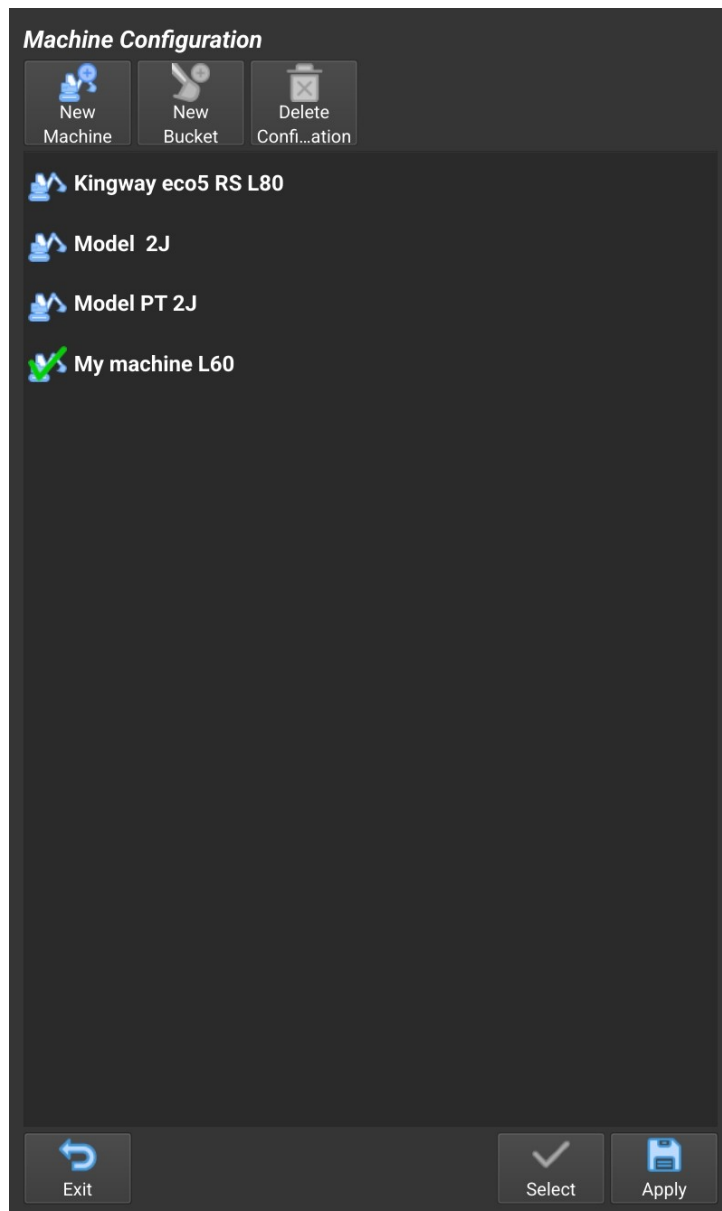 Machine Configuration
New
Machine
New
Bucket
Delete
Confi...ation
Kingway eco5 RS L80
Model  2J
Model PT 2J
My machine L60
Exit
Select
Apply